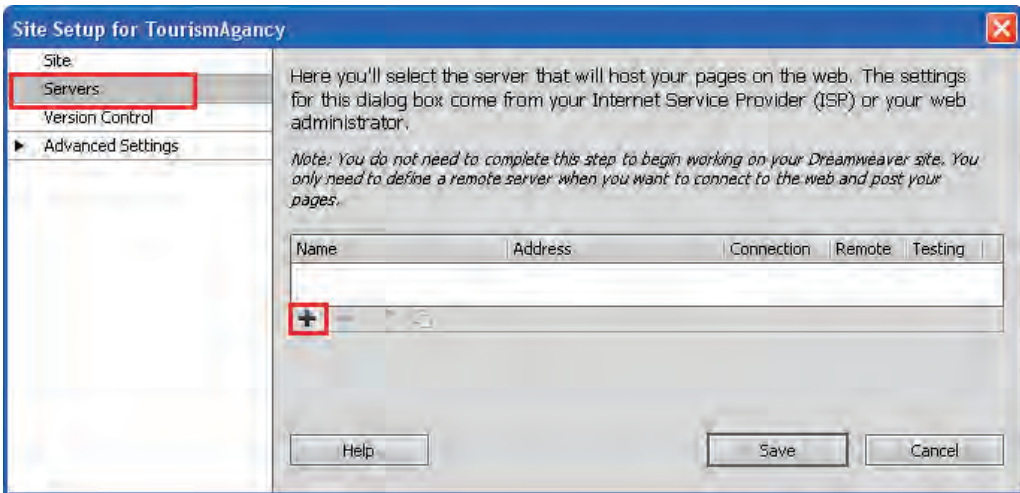 Site Setup for TourismAgancy
Site
Servers
Version Control
Advanced Settings
Here you'll select the server that will host your pages on the web. The settings
for this dialog box come from your Internet Service Provider (ISP) or your web
administrator.
Note: You do not need to complete this step to begin working on your Dreamweaver site. You
only need to define a remote server when you want to connect to the web and post your
pages.
Name Address Connection Remote Testing
Help Save Cancel